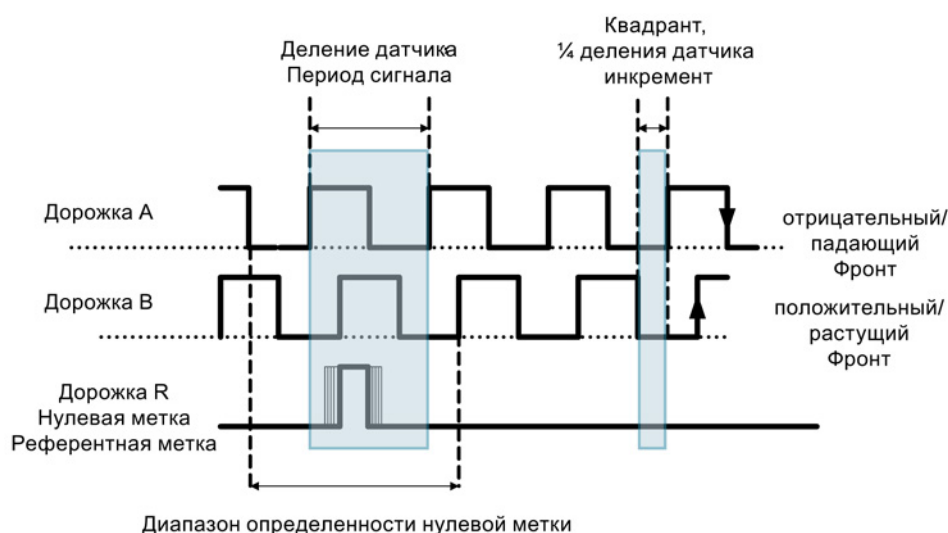 Деление датчика
Период сигнала
Квадрант,
¼ деления датчика
инкремент
Дорожка A
отрицательный/
падающий
Фронт
Дорожка B
положительный/
растущий
Фронт
Дорожка R
Нулевая метка
Референтная метка
Диапазон определенности нулевой метки